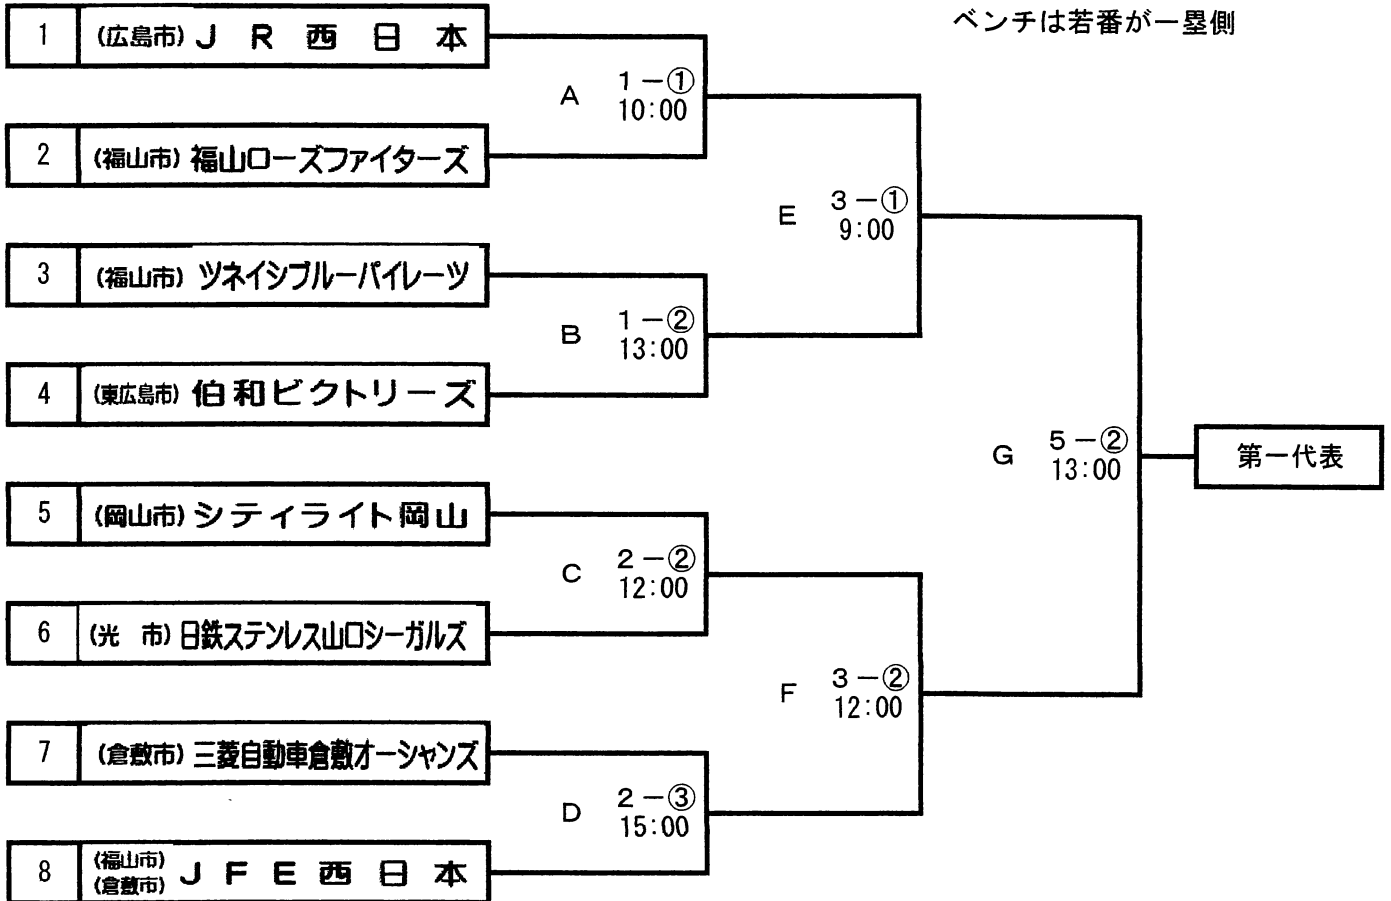 ベンチは若番が一塁側
1 (広島市) JR西日本
A 1-①
10:00
2 (福山市) 福山ローズファイターズ
E 3-①
9:00
3 (福山市) ツネイシブルーパイレーツ
B 1-②
13:00
4 (東広島市) 伯和ビクトリーズ
G 5-②
13:00
第一代表
5 (岡山市) シティライト岡山
C 2-②
12:00
6 (光 市) 日鉄ステンレス山口シーガルズ
F 3-②
12:00
7 (倉敷市) 三菱自動車倉敷オーシャンズ
D 2-③
15:00
8 (福山市)
(倉敷市) JFE西日本